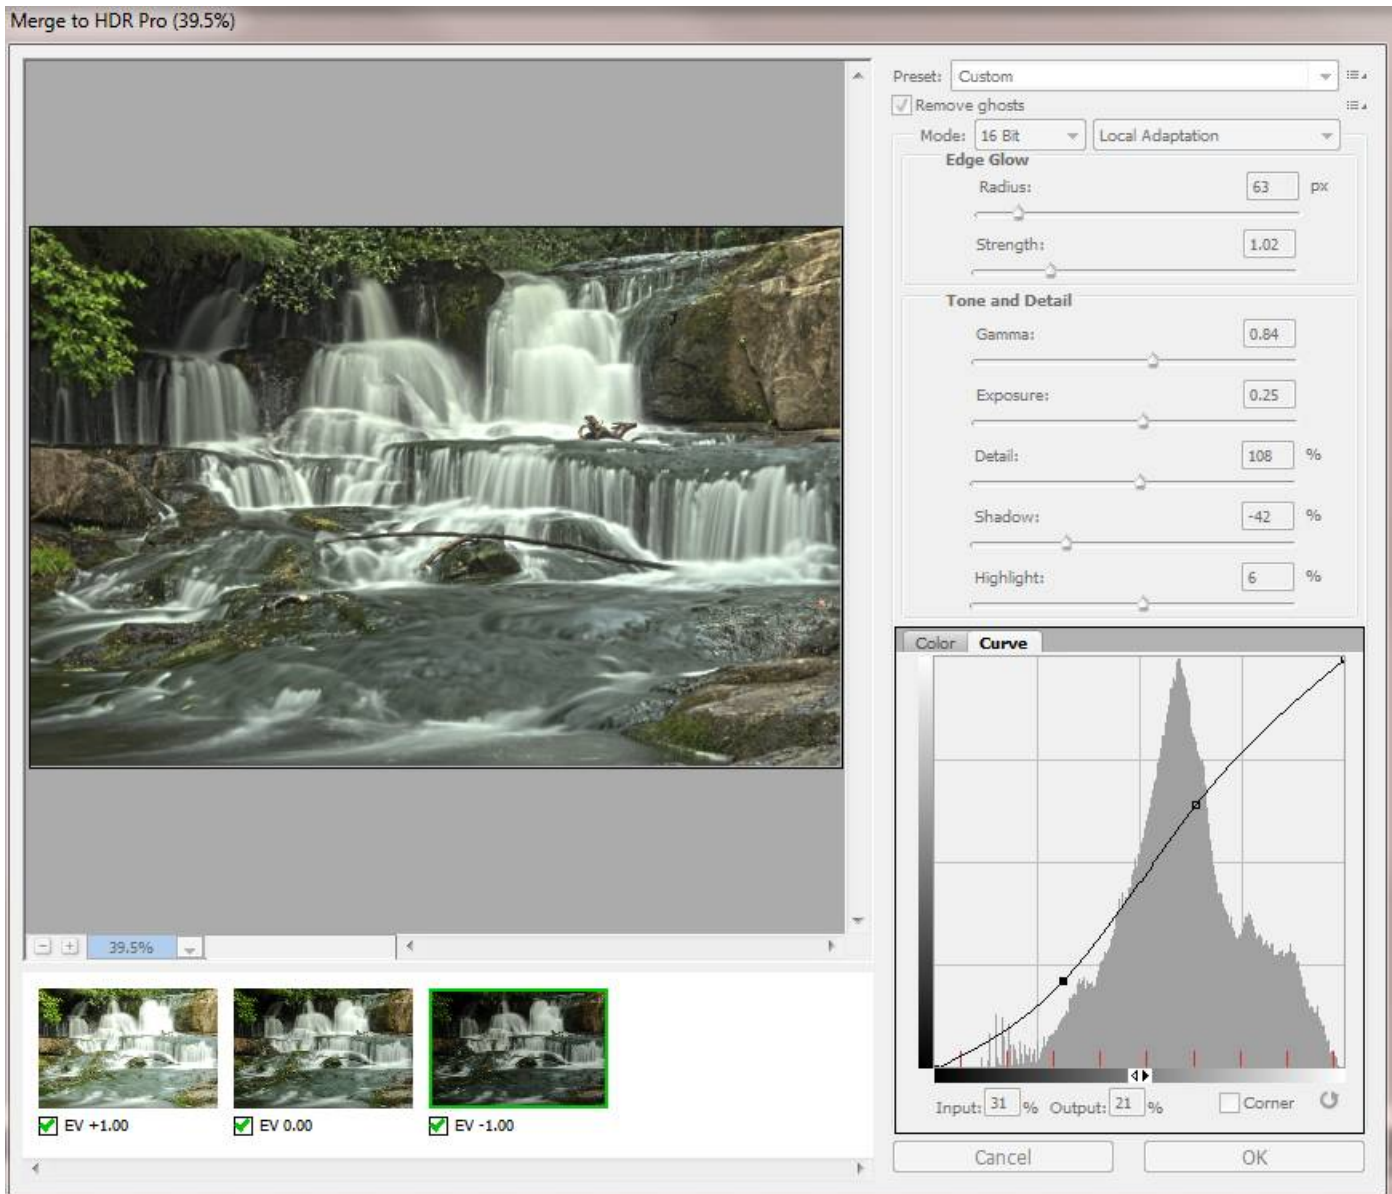 Merge to HDR Pro (39.5%)
Preset: Custom
Remove ghosts
Mode: 16 Bit Local Adaptation
Edge Glow
Radius: 63 px
Strength: 1.02
Tone and Detail
Gamma: 0.84
Exposure: 0.25
Detail: 108 %
Shadow: -42 %
Highlight: 6 %
Color Curve
39.5%
EV +1.00 EV 0.00 EV -1.00
Input: 31 % Output: 21 % Corner
Cancel OK